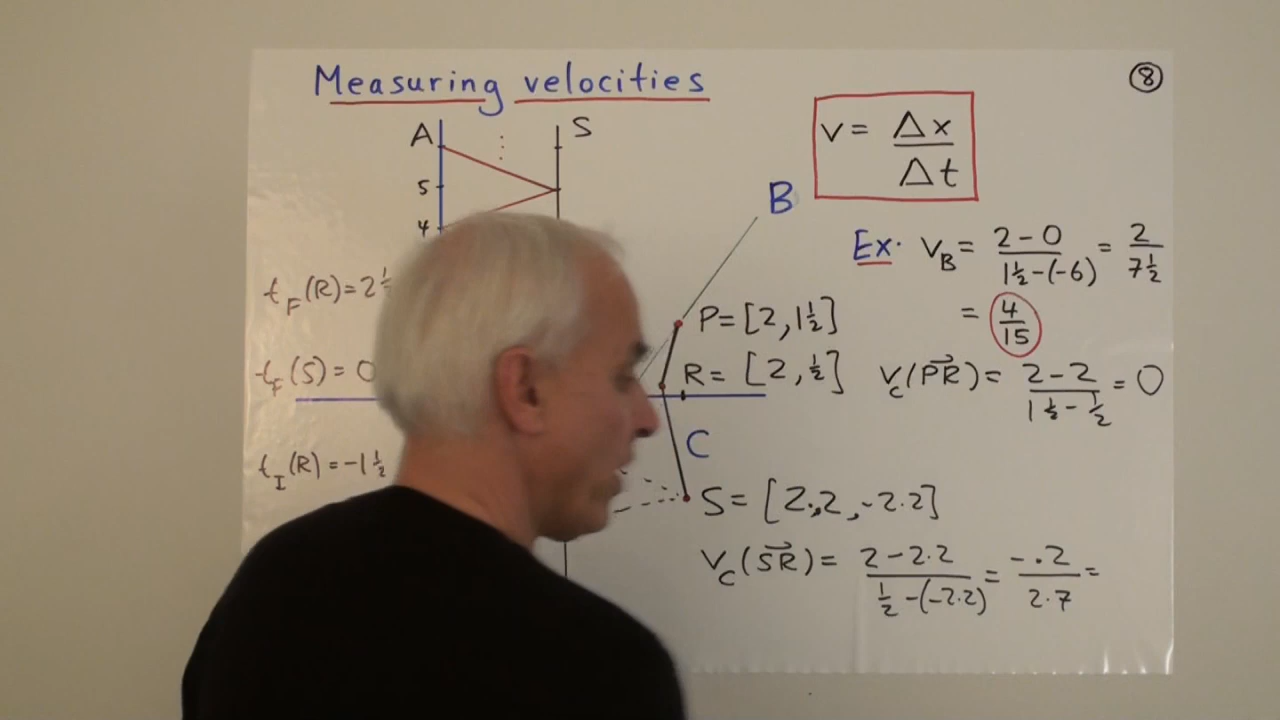 Measuring velocities
⑧
A S
5
4
v = Δx/Δt
B
Ex. v_B = (2-0)/(1½-(-6)) = 2/7½
= 4/15
t_F(R)=2½
P=[2,1½]
t_F(S)=0
R=[2,½]
v_C(PR→)= (2-2)/(1½-½) = 0
C
t_I(R)=-1½
S=[2.2,-2.2]
v_C(SR→)= (2-2.2)/(½-(-2.2)) = -.2/2.7 =